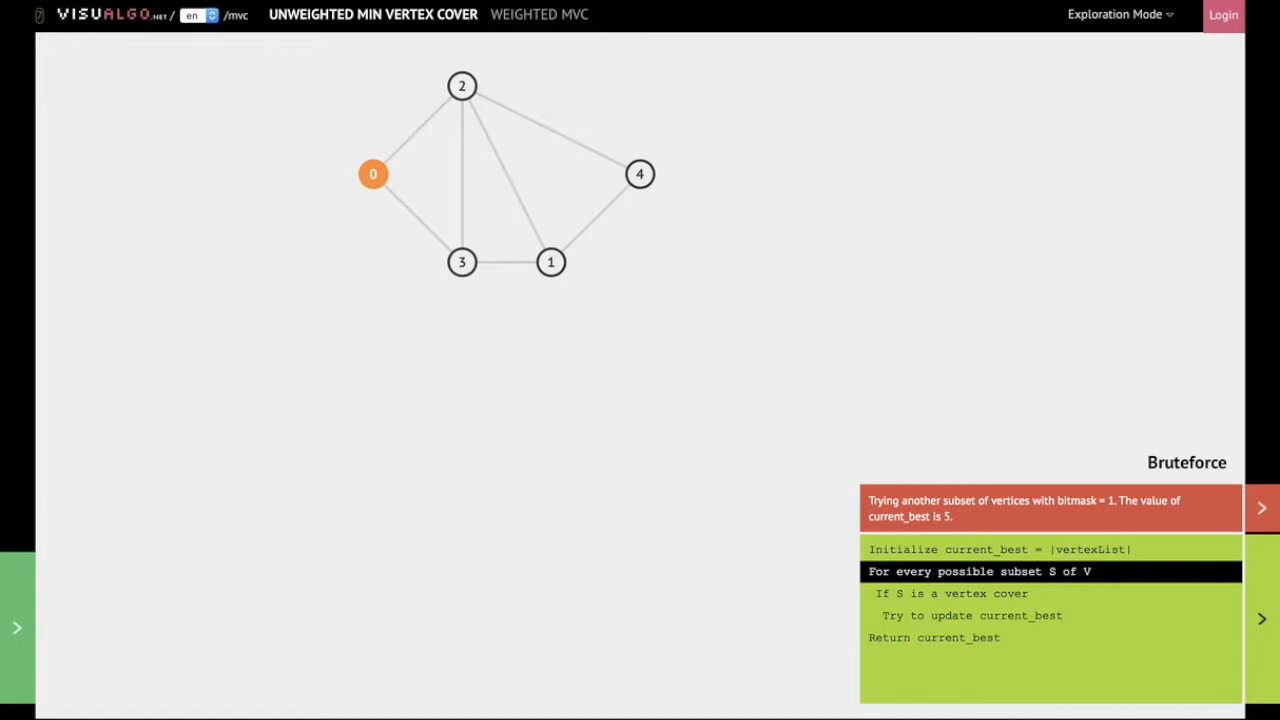 7 VISUALGO.NET / en /mvc UNWEIGHTED MIN VERTEX COVER WEIGHTED MVC Exploration Mode Login
2
0
4
3
1
Bruteforce
Trying another subset of vertices with bitmask = 1. The value of
current_best is 5.
Initialize current_best = |vertexList|
For every possible subset S of V
If S is a vertex cover
Try to update current_best
Return current_best